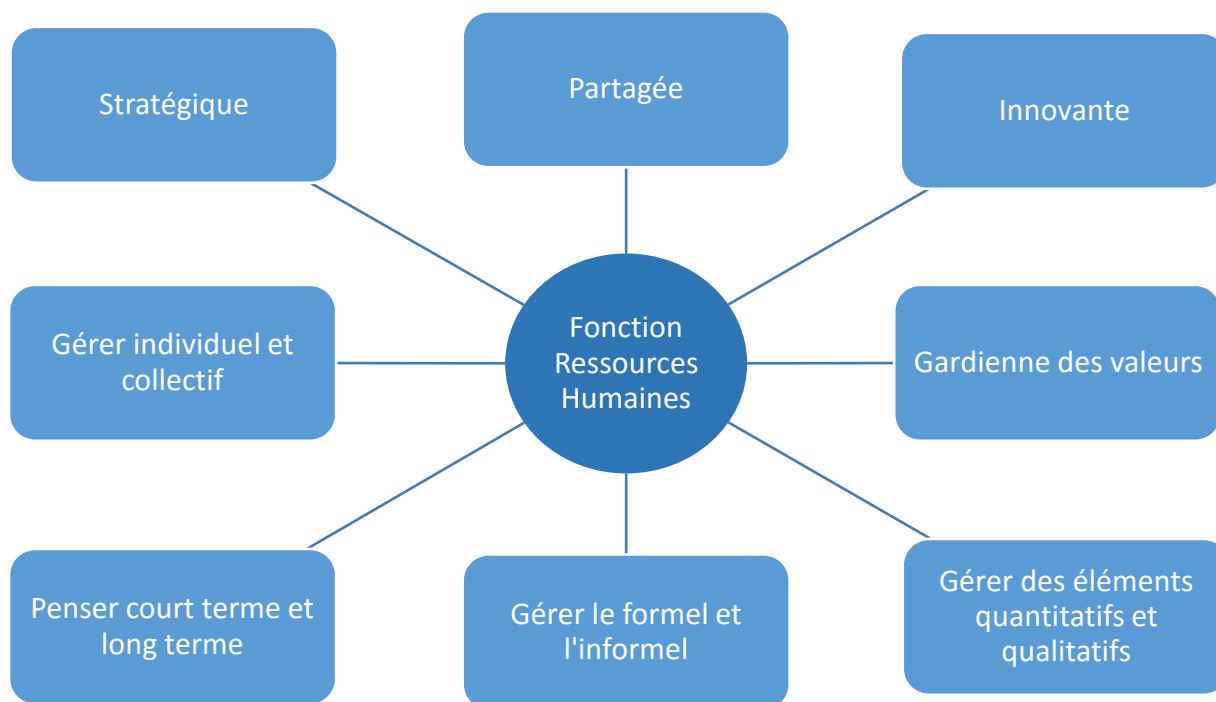 Stratégique
Partagée
Innovante
Gérer individuel et
collectif
Fonction
Ressources
Humaines
Gardienne des valeurs
Penser court terme et
long terme
Gérer le formel et
l'informel
Gérer des éléments
quantitatifs et
qualitatifs